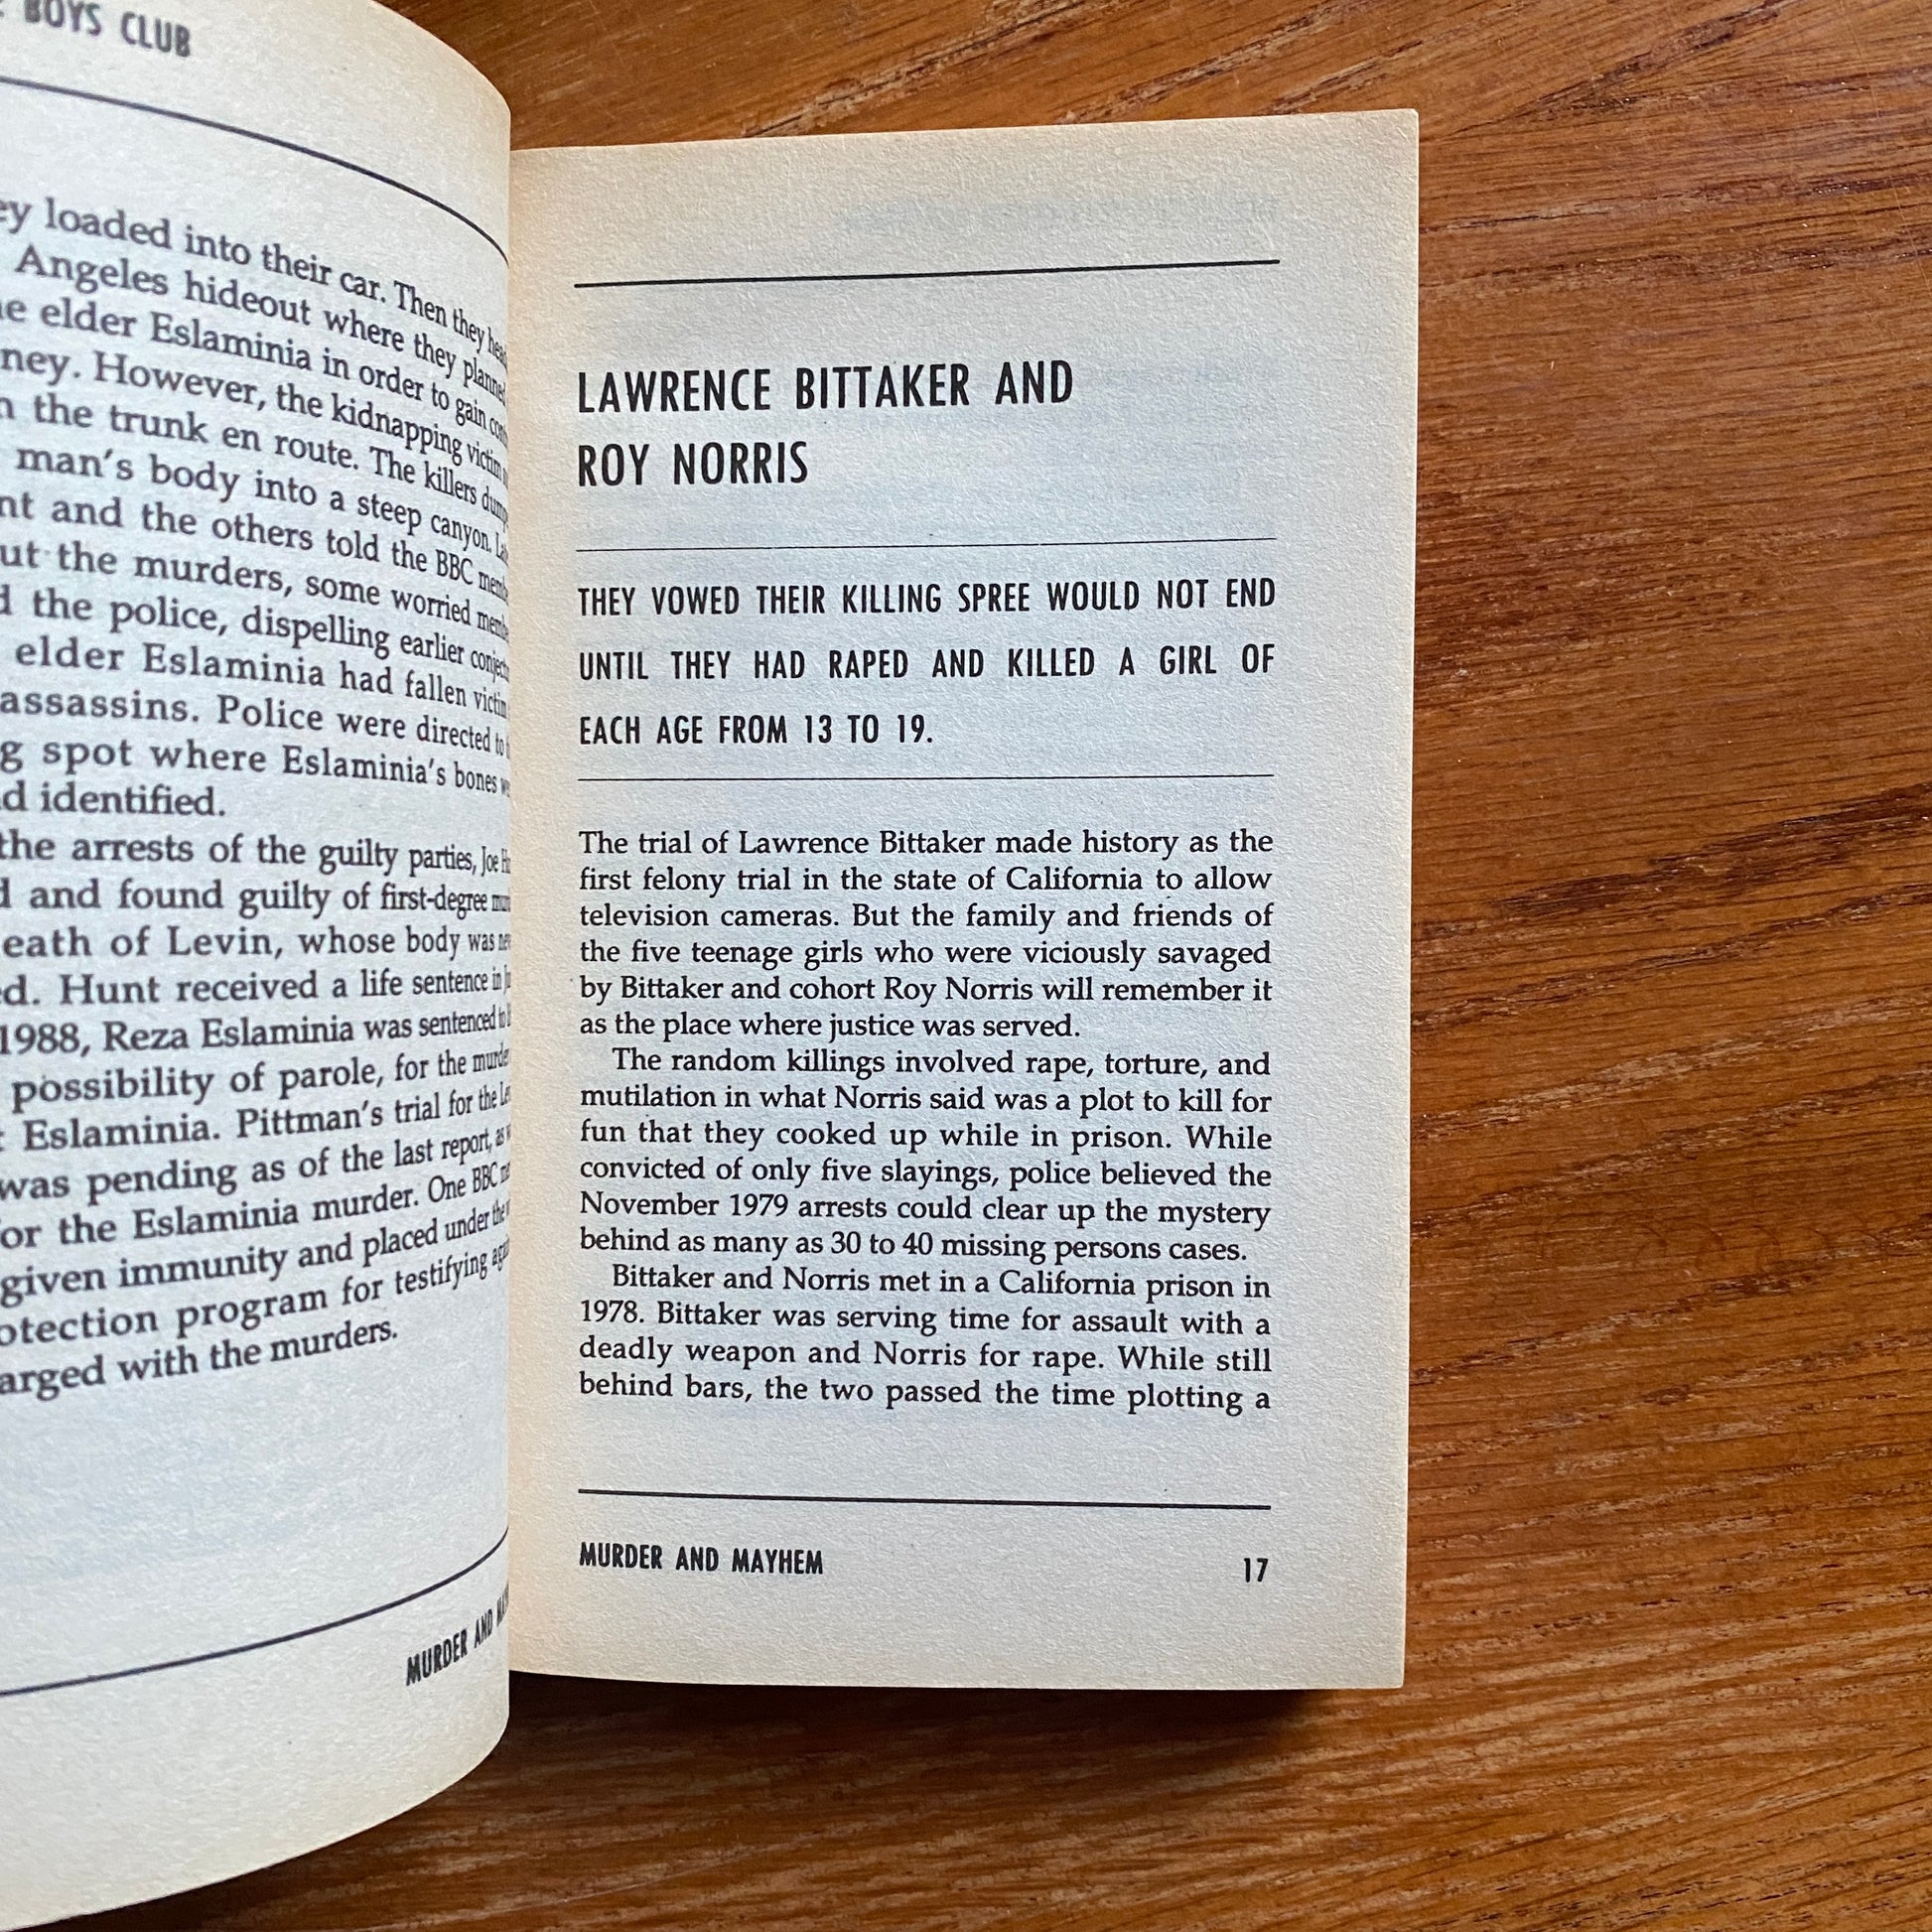 BOYS CLUB
loaded into their car. Then they
Angeles hideout where they planned
elder Eslaminia in order to gain
However, the kidnapping victim
the trunk en route. The killers
man's body into a steep canyon.
and the others told the BBC
the murders, some worried
the police, dispelling earlier
elder Eslaminia had fallen victim
assassins. Police were directed to
spot where Eslaminia's bones
identified.
the arrests of the guilty parties, Joe
and found guilty of first-degree
of Levin, whose body was
Hunt received a life sentence in
1988, Reza Eslaminia was sentenced to
possibility of parole, for the
Eslaminia. Pittman's trial for the
was pending as of the last report, as
the Eslaminia murder. One BBC
given immunity and placed under the
program for testifying
with the murders.
MURDER AND
LAWRENCE BITTAKER AND
ROY NORRIS
THEY VOWED THEIR KILLING SPREE WOULD NOT END
UNTIL THEY HAD RAPED AND KILLED A GIRL OF
EACH AGE FROM 13 TO 19.
The trial of Lawrence Bittaker made history as the
first felony trial in the state of California to allow
television cameras. But the family and friends of
the five teenage girls who were viciously savaged
by Bittaker and cohort Roy Norris will remember it
as the place where justice was served.
The random killings involved rape, torture, and
mutilation in what Norris said was a plot to kill for
fun that they cooked up while in prison. While
convicted of only five slayings, police believed the
November 1979 arrests could clear up the mystery
behind as many as 30 to 40 missing persons cases.
Bittaker and Norris met in a California prison in
1978. Bittaker was serving time for assault with a
deadly weapon and Norris for rape. While still
behind bars, the two passed the time plotting a
MURDER AND MAYHEM 17